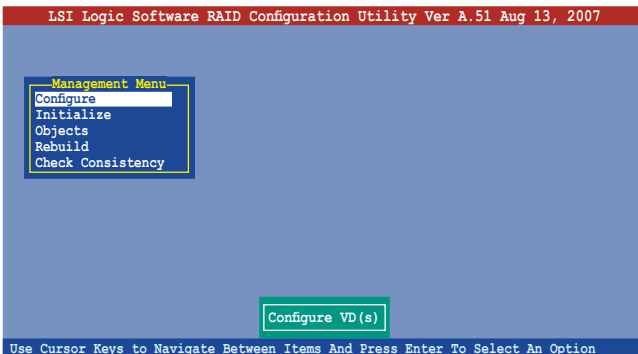 LSI Logic Software RAID Configuration Utility Ver A.51 Aug 13, 2007
Management Menu
Configure
Initialize
Objects
Rebuild
Check Consistency
Configure VD(s)
Use Cursor Keys to Navigate Between Items And Press Enter To Select An Option